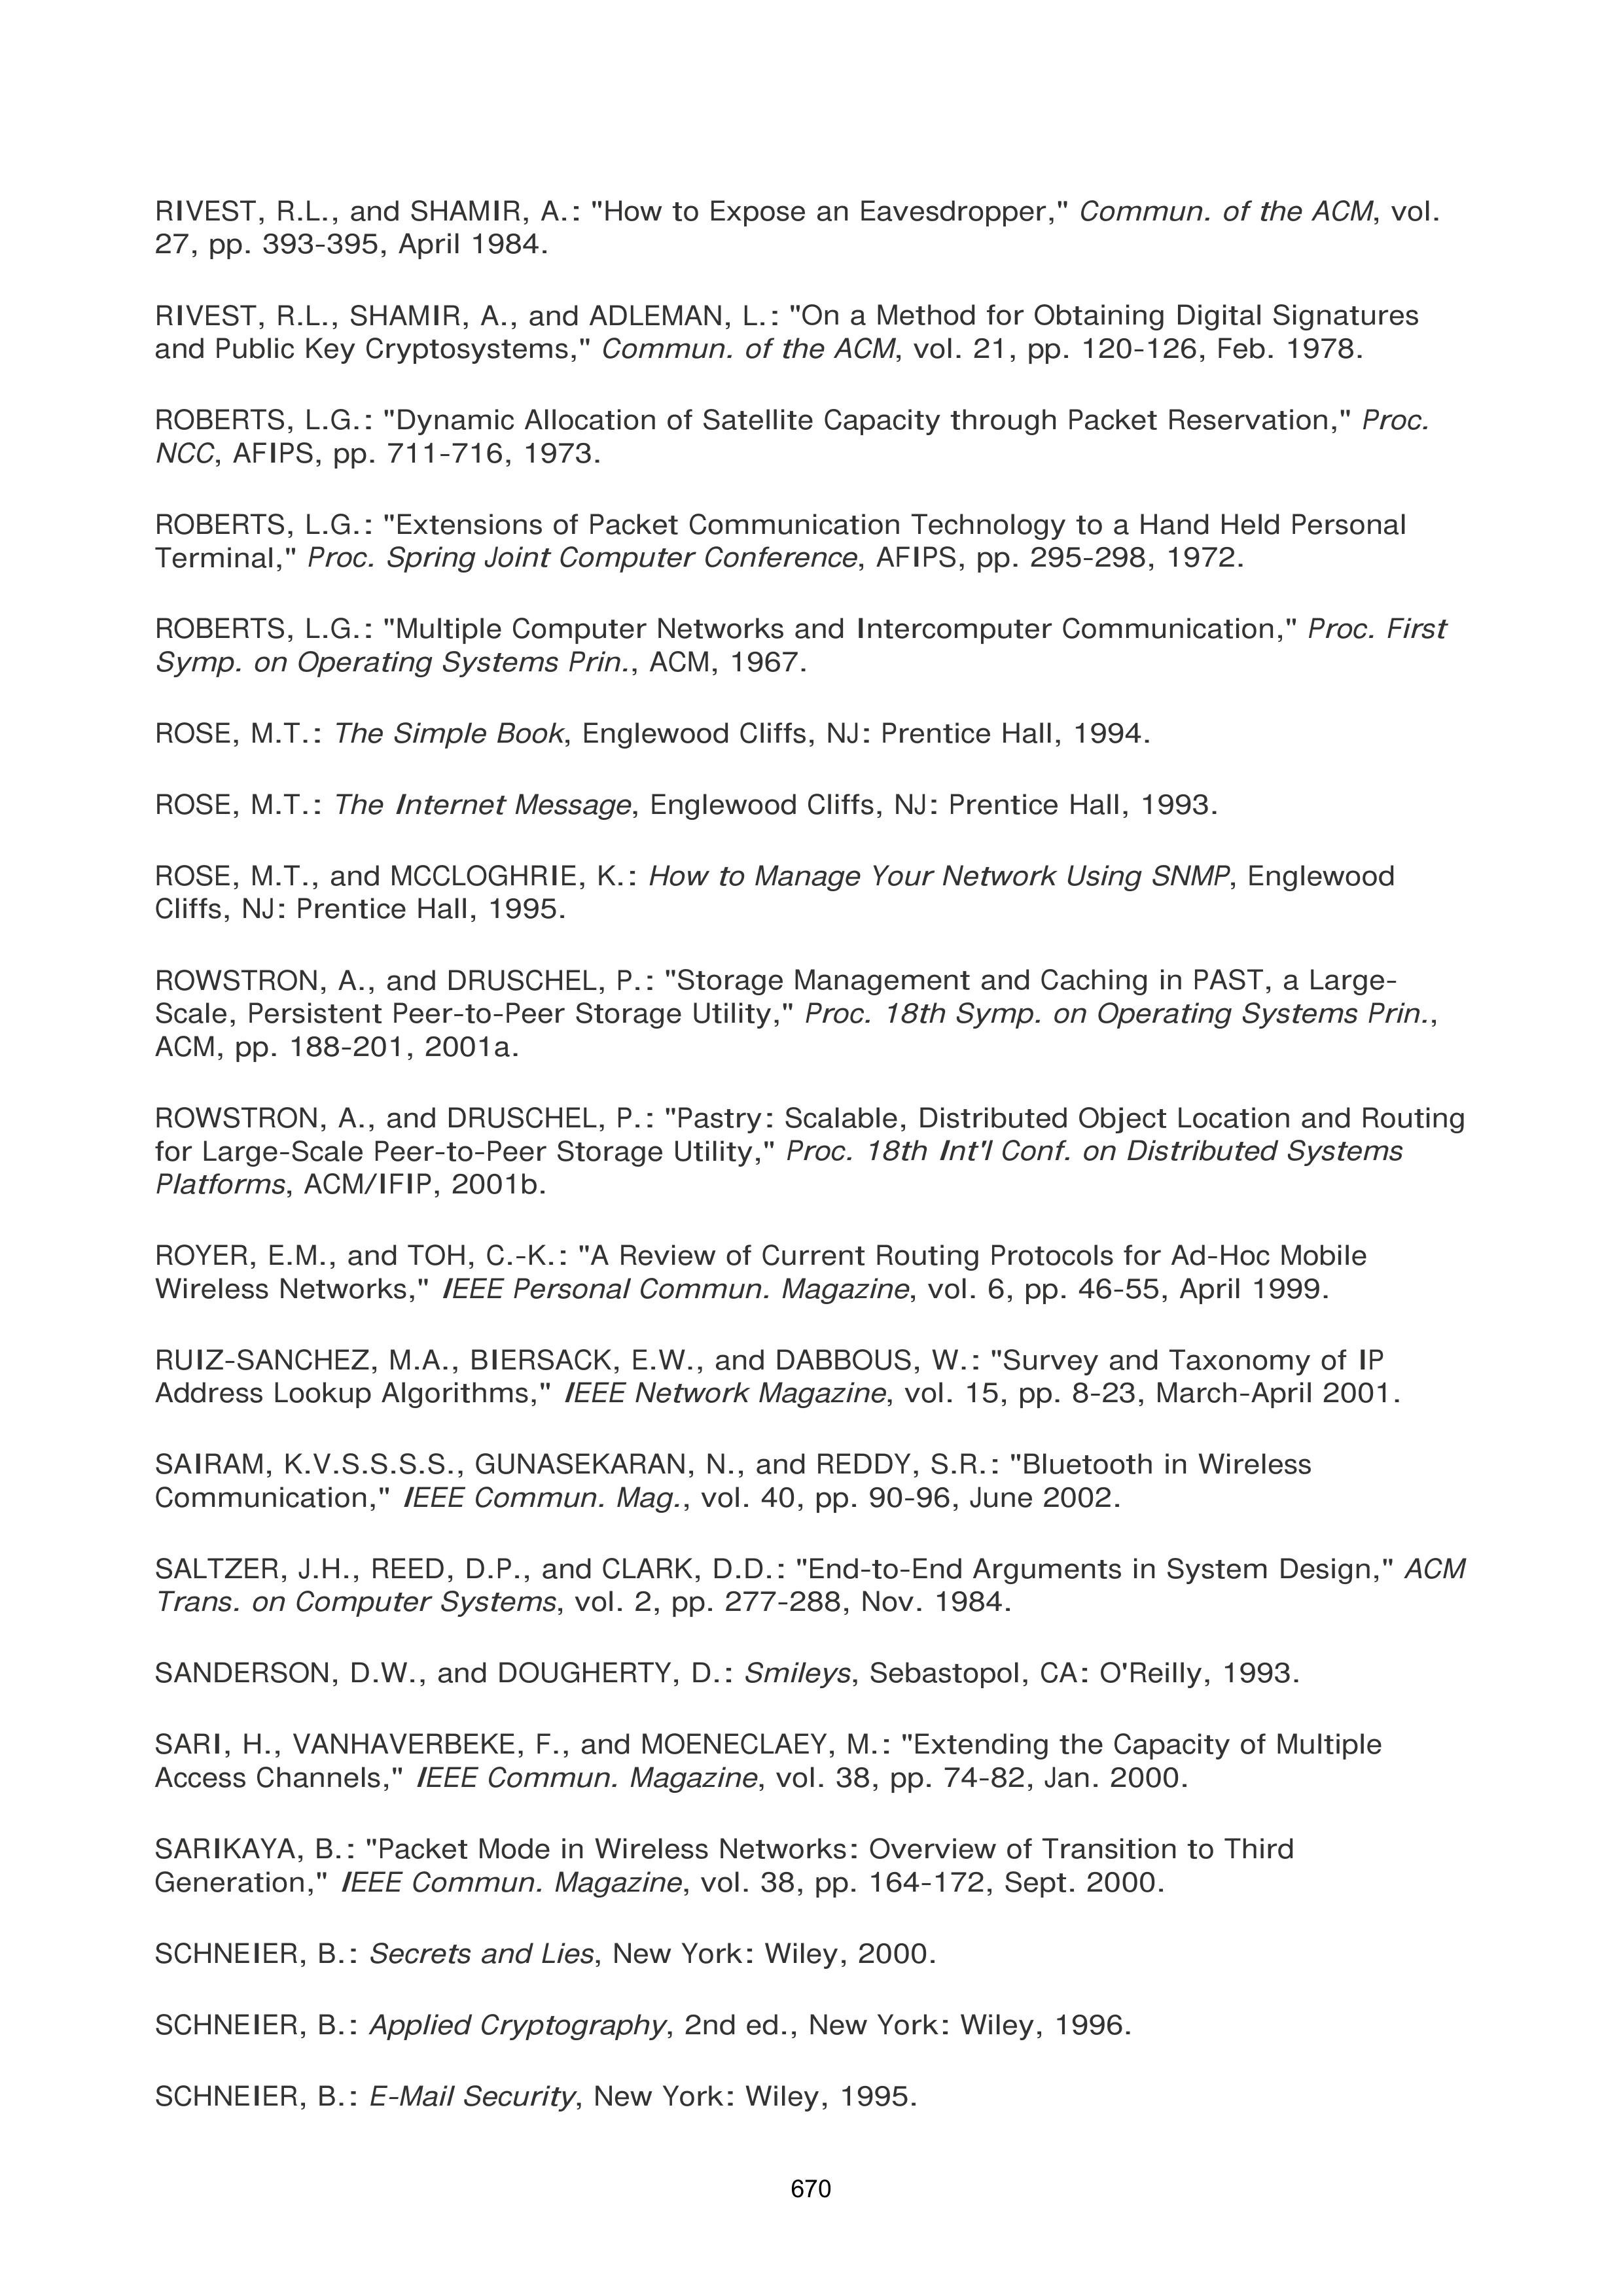 RIVEST, R.L., and SHAMIR, A.: "How to Expose an Eavesdropper," Commun. of the ACM, vol.
27, pp. 393-395, April 1984.
RIVEST, R.L., SHAMIR, A., and ADLEMAN, L.: "On a Method for Obtaining Digital Signatures
and Public Key Cryptosystems," Commun. of the ACM, vol. 21, pp. 120-126, Feb. 1978.
ROBERTS, L.G.: "Dynamic Allocation of Satellite Capacity through Packet Reservation," Proc.
NCC, AFIPS, pp. 711-716, 1973.
ROBERTS, L.G.: "Extensions of Packet Communication Technology to a Hand Held Personal
Terminal," Proc. Spring Joint Computer Conference, AFIPS, pp. 295-298, 1972.
ROBERTS, L.G.: "Multiple Computer Networks and Intercomputer Communication," Proc. First
Symp. on Operating Systems Prin., ACM, 1967.
ROSE, M.T.: The Simple Book, Englewood Cliffs, NJ: Prentice Hall, 1994.
ROSE, M.T.: The Internet Message, Englewood Cliffs, NJ: Prentice Hall, 1993.
ROSE, M.T., and MCCLOGHRIE, K.: How to Manage Your Network Using SNMP, Englewood
Cliffs, NJ: Prentice Hall, 1995.
ROWSTRON, A., and DRUSCHEL, P.: "Storage Management and Caching in PAST, a Large-
Scale, Persistent Peer-to-Peer Storage Utility," Proc. 18th Symp. on Operating Systems Prin.,
ACM, pp. 188-201, 2001a.
ROWSTRON, A., and DRUSCHEL, P.: "Pastry: Scalable, Distributed Object Location and Routing
for Large-Scale Peer-to-Peer Storage Utility," Proc. 18th Int'l Conf. on Distributed Systems
Platforms, ACM/IFIP, 2001b.
ROYER, E.M., and TOH, C.-K.: "A Review of Current Routing Protocols for Ad-Hoc Mobile
Wireless Networks," IEEE Personal Commun. Magazine, vol. 6, pp. 46-55, April 1999.
RUIZ-SANCHEZ, M.A., BIERSACK, E.W., and DABBOUS, W.: "Survey and Taxonomy of IP
Address Lookup Algorithms," IEEE Network Magazine, vol. 15, pp. 8-23, March-April 2001.
SAIRAM, K.V.S.S.S.S., GUNASEKARAN, N., and REDDY, S.R.: "Bluetooth in Wireless
Communication," IEEE Commun. Mag., vol. 40, pp. 90-96, June 2002.
SALTZER, J.H., REED, D.P., and CLARK, D.D.: "End-to-End Arguments in System Design," ACM
Trans. on Computer Systems, vol. 2, pp. 277-288, Nov. 1984.
SANDERSON, D.W., and DOUGHERTY, D.: Smileys, Sebastopol, CA: O'Reilly, 1993.
SARI, H., VANHAVERBEKE, F., and MOENECLAEY, M.: "Extending the Capacity of Multiple
Access Channels," IEEE Commun. Magazine, vol. 38, pp. 74-82, Jan. 2000.
SARIKAYA, B.: "Packet Mode in Wireless Networks: Overview of Transition to Third
Generation," IEEE Commun. Magazine, vol. 38, pp. 164-172, Sept. 2000.
SCHNEIER, B.: Secrets and Lies, New York: Wiley, 2000.
SCHNEIER, B.: Applied Cryptography, 2nd ed., New York: Wiley, 1996.
SCHNEIER, B.: E-Mail Security, New York: Wiley, 1995.
670